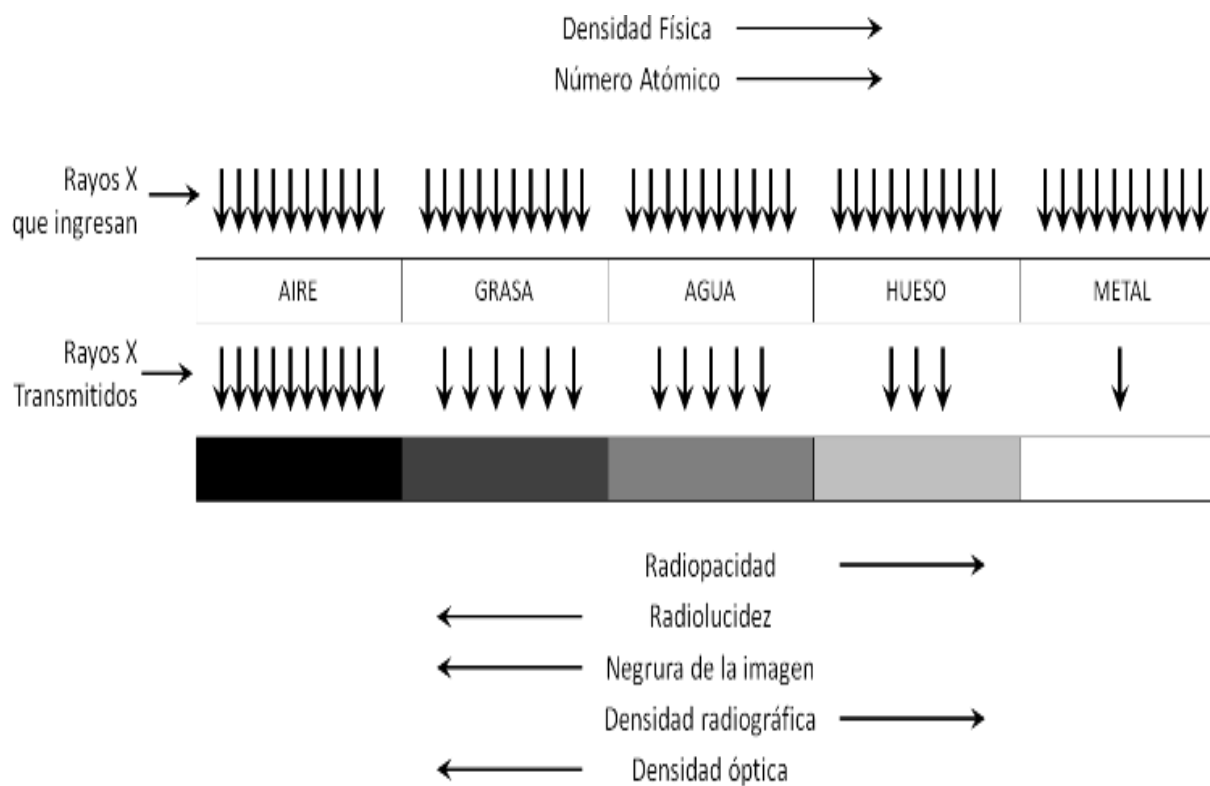 Densidad Física
Número Atómico
Rayos X
que ingresan
AIRE GRASA AGUA HUESO METAL
Rayos X
Transmitidos
Radiopacidad
Radiolucidez
Negrura de la imagen
Densidad radiográfica
Densidad óptica